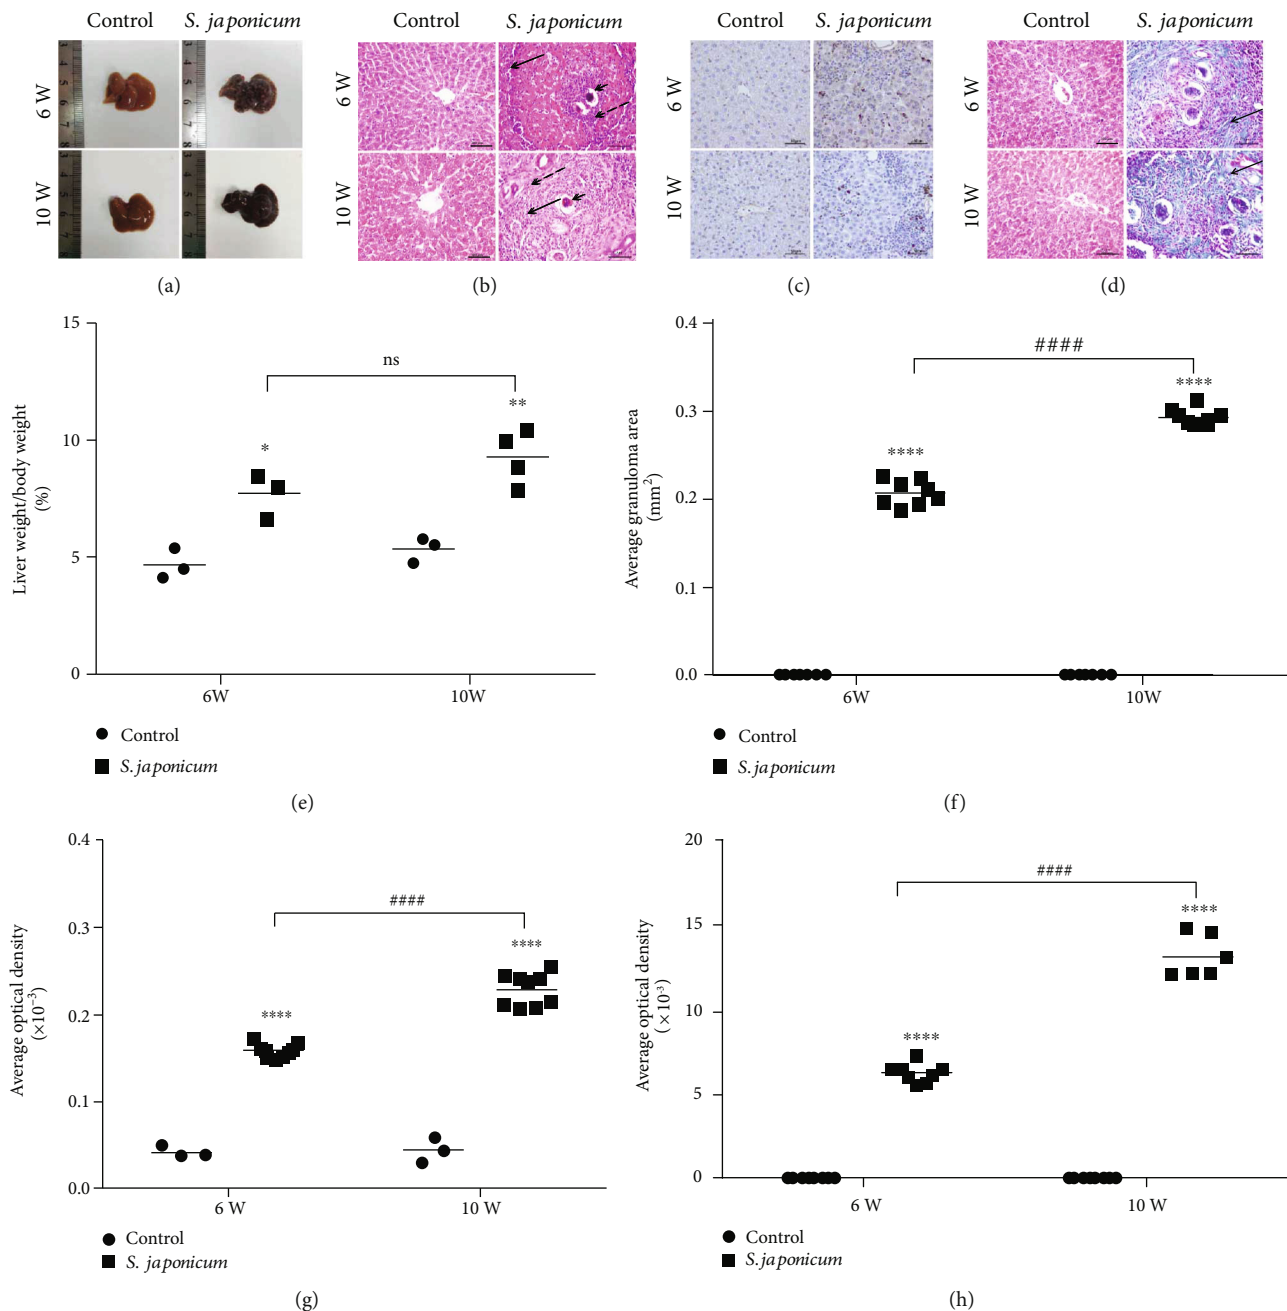 Control S. japonicum Control S. japonicum Control S. japonicum Control S. japonicum
6 W 6 W 6 W 6 W
10 W 10 W 10 W 10 W
(a) (b) (c) (d)
15
10
5
0
Liver weight/body weight
(%)
ns
*
**
6W 10W
Control
S. japonicum
(e)
0.4
0.3
0.2
0.1
0.0
Average granuloma area
(mm²)
####
****
****
6W 10W
Control
S. japonicum
(f)
0.4
0.3
0.2
0.1
0.0
Average optical density
(×10⁻³)
####
****
****
6 W 10 W
Control
S. japonicum
(g)
20
15
10
5
0
Average optical density
(×10⁻³)
####
****
****
6 W 10 W
Control
S. japonicum
(h)